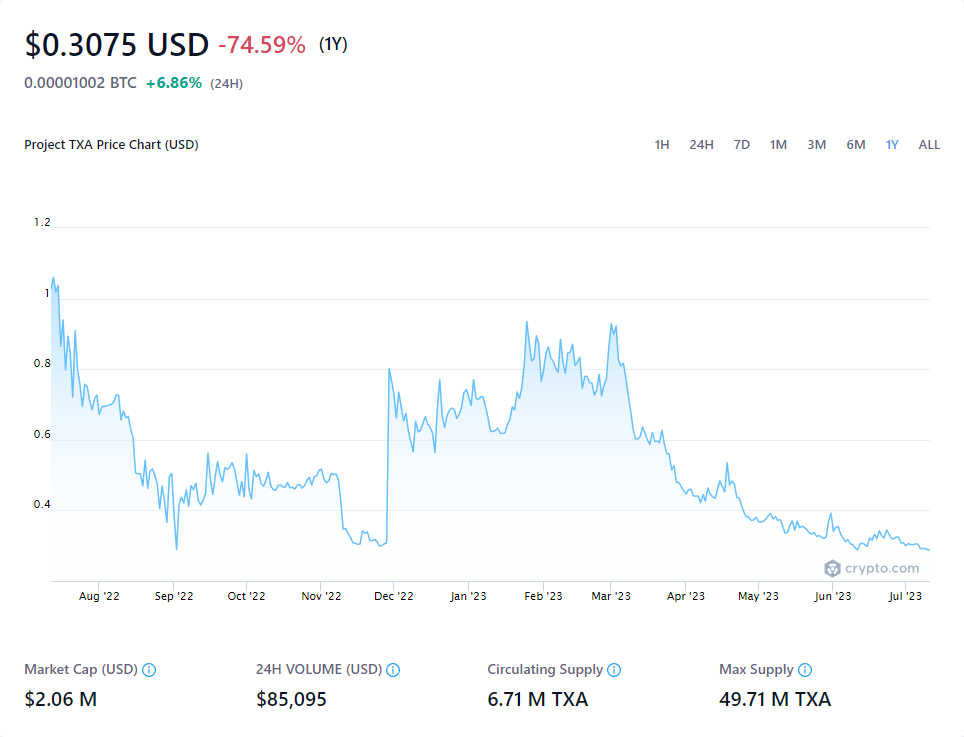 $0.3075 USD -74.59% (1Y)
0.00001002 BTC +6.86% (24H)
Project TXA Price Chart (USD) 1H 24H 7D 1M 3M 6M 1Y ALL
1.2
1
0.8
0.6
0.4
crypto.com
Aug '22 Sep '22 Oct '22 Nov '22 Dec '22 Jan '23 Feb '23 Mar '23 Apr '23 May '23 Jun '23 Jul '23
Market Cap (USD) 24H VOLUME (USD) Circulating Supply Max Supply
$2.06 M $85,095 6.71 M TXA 49.71 M TXA